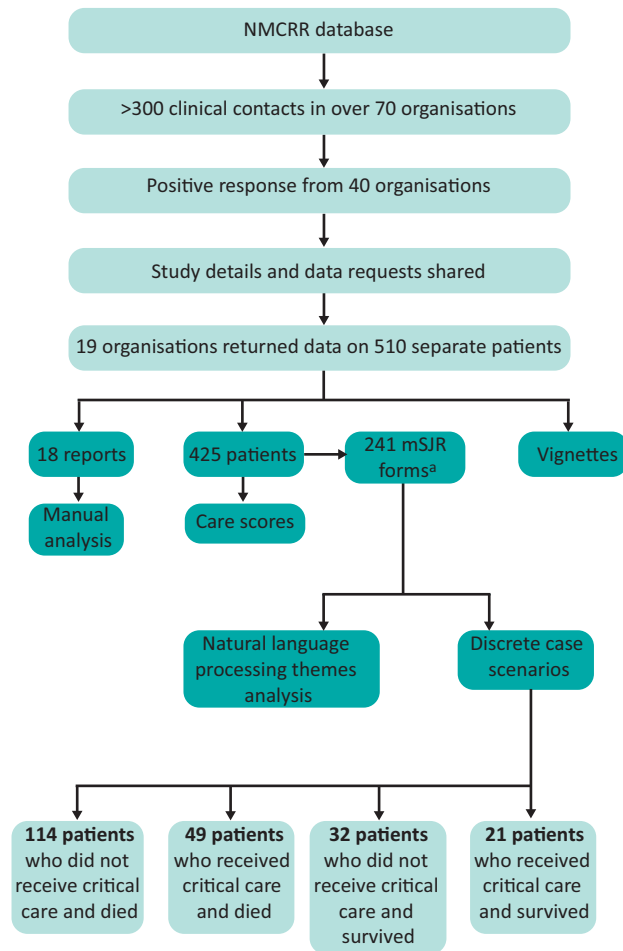 NMCRR database
>300 clinical contacts in over 70 organisations
Positive response from 40 organisations
Study details and data requests shared
19 organisations returned data on 510 separate patients
18 reports
425 patients
241 mSJR
formsᵃ
Vignettes
Manual
analysis
Care scores
Natural language
processing themes
analysis
Discrete case
scenarios
114 patients
who did not
receive critical
care and died
49 patients
who received
critical care
and died
32 patients
who did not
receive critical
care and
survived
21 patients
who received
critical care
and survived